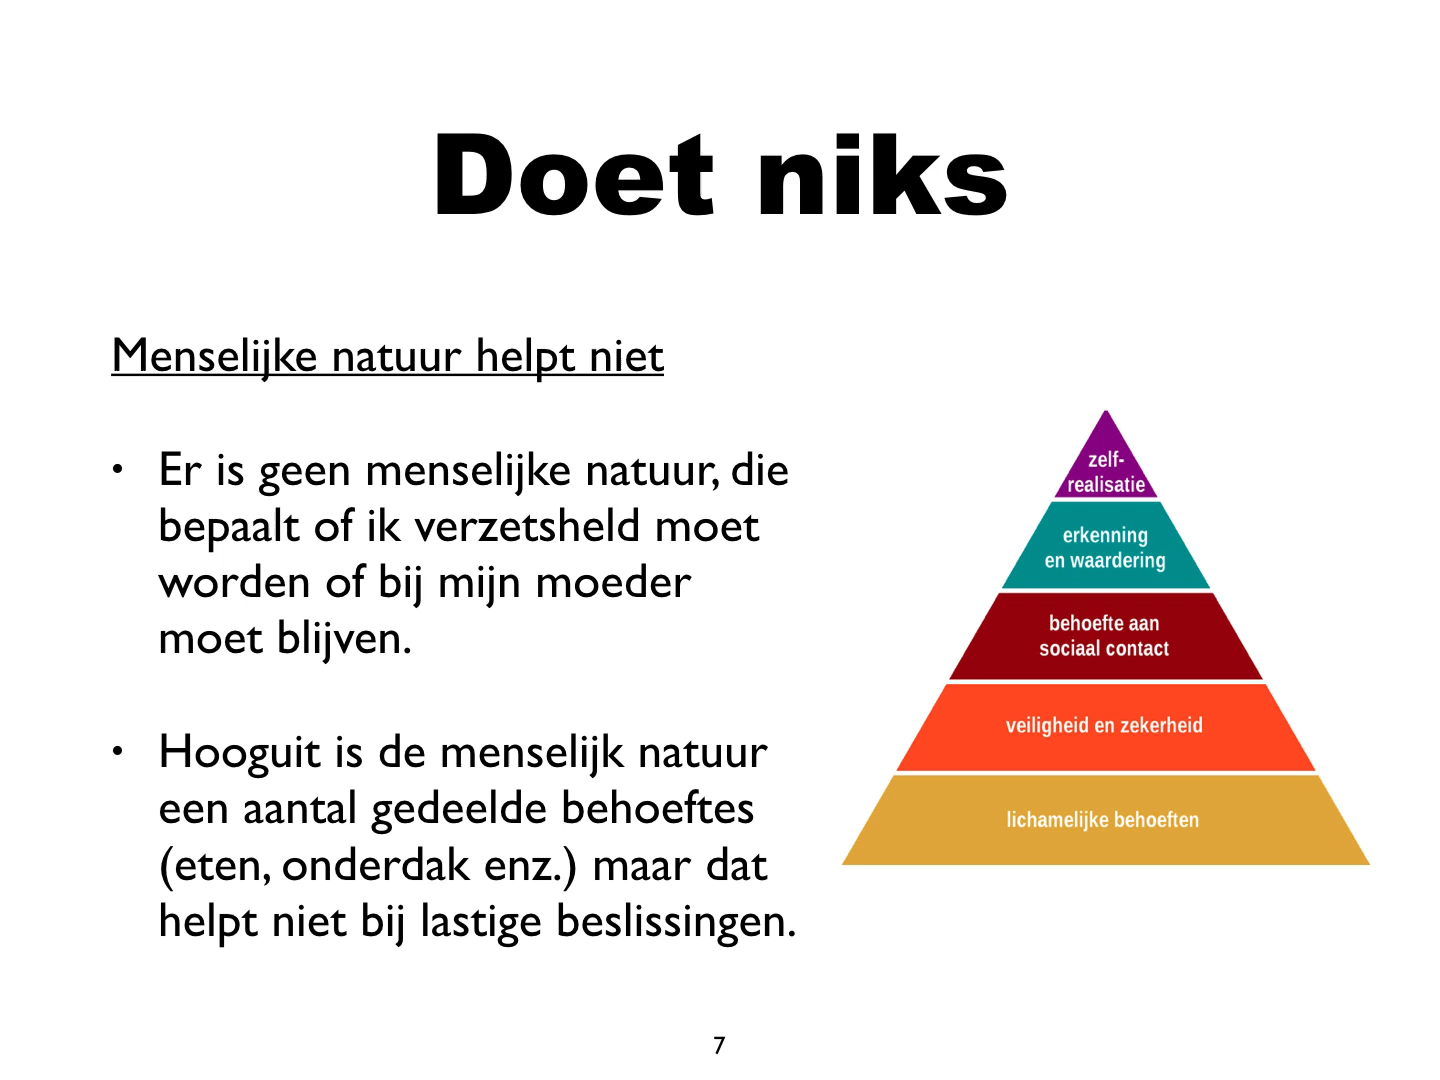 Doet niks
Menselijke natuur helpt niet
• Er is geen menselijke natuur, die
bepaalt of ik verzetsheld moet
worden of bij mijn moeder
moet blijven.
• Hooguit is de menselijk natuur
een aantal gedeelde behoeftes
(eten, onderdak enz.) maar dat
helpt niet bij lastige beslissingen.
zelf-
realisatie
erkenning
en waardering
behoefte aan
sociaal contact
veiligheid en zekerheid
lichamelijke behoeften
7